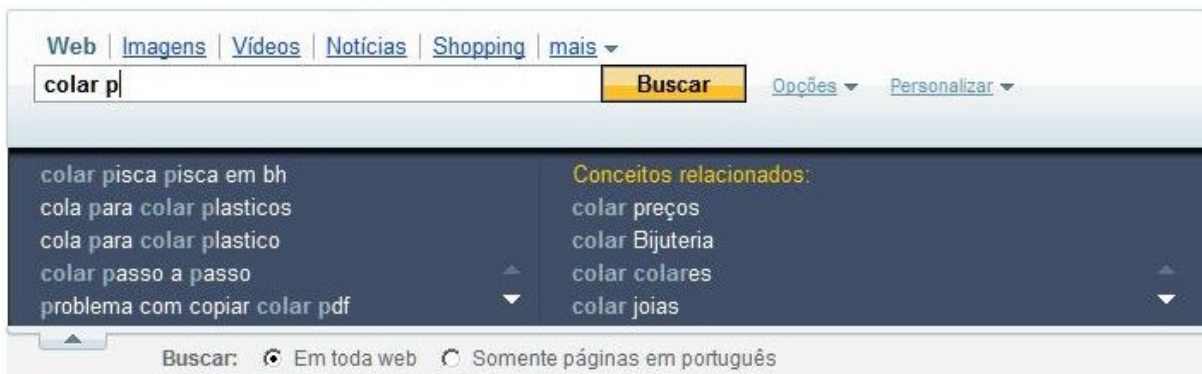 Web | Imagens | Vídeos | Notícias | Shopping | mais
colar p Buscar Opções Personalizar
colar pisca pisca em bh
cola para colar plasticos
cola para colar plastico
colar passo a passo
problema com copiar colar pdf
Conceitos relacionados:
colar preços
colar Bijuteria
colar colares
colar joias
Buscar: Em toda web Somente páginas em português